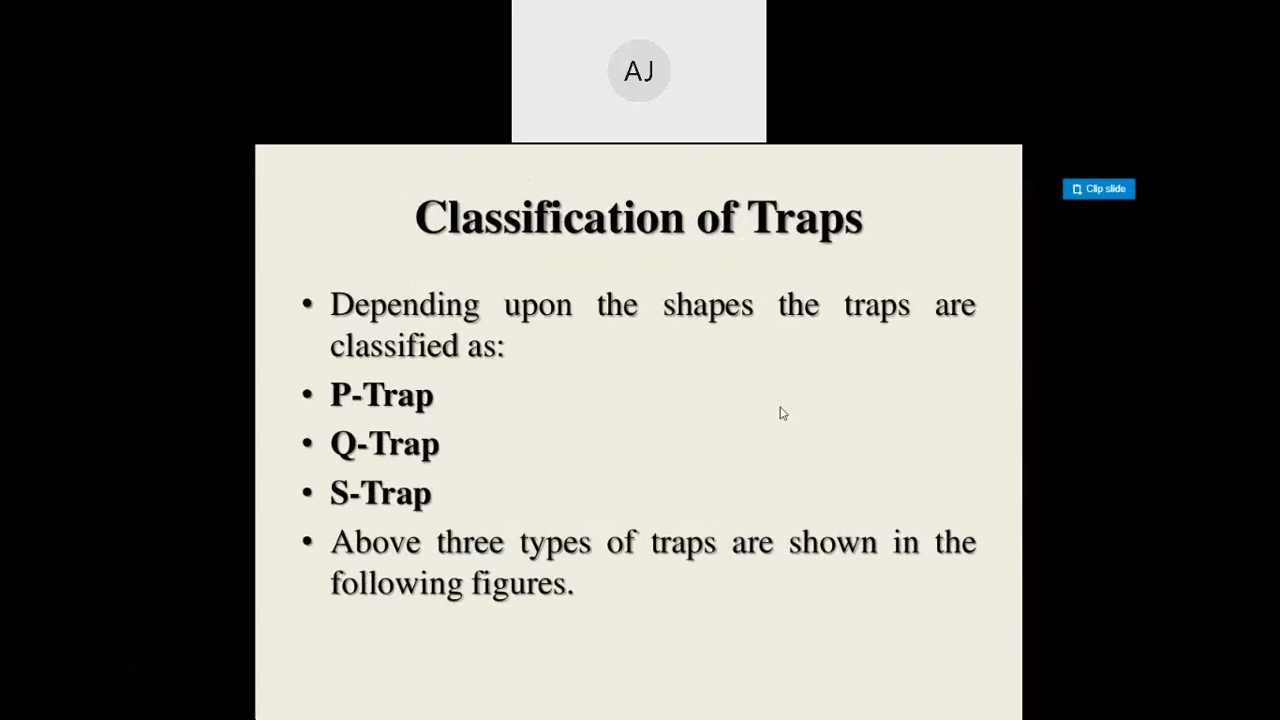 AJ
Clip slide
Classification of Traps
• Depending upon the shapes the traps are
classified as:
• P-Trap
• Q-Trap
• S-Trap
• Above three types of traps are shown in the
following figures.